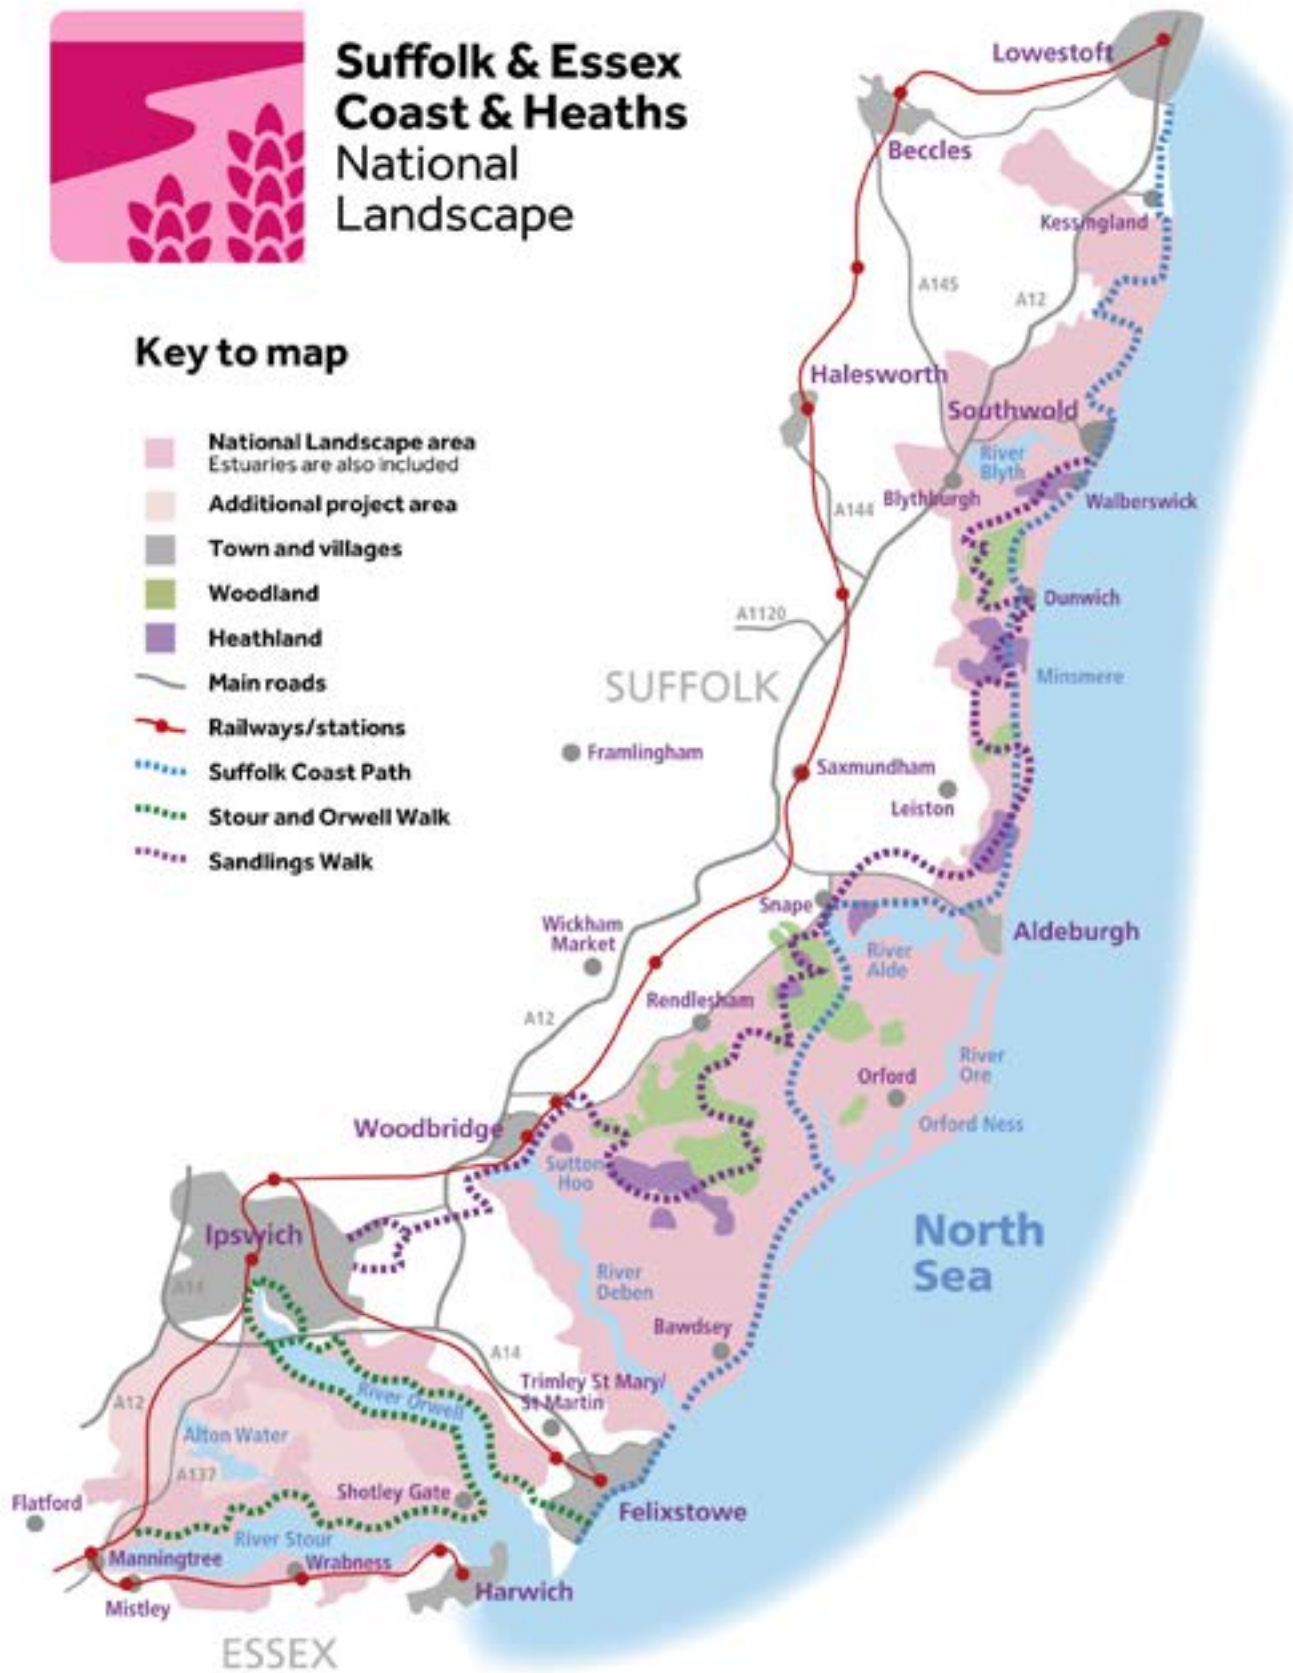 Suffolk & Essex
Coast & Heaths
National
Landscape
Key to map
National Landscape area
Estuaries are also included
Additional project area
Town and villages
Woodland
Heathland
Main roads
Railways/stations
Suffolk Coast Path
Stour and Orwell Walk
Sandlings Walk
Lowestoft
Beccles
Kessingland
A145
A12
Halesworth
Southwold
River
Blyth
Blythburgh
Walberswick
A144
Dunwich
A1120
Minsmere
SUFFOLK
Framlingham
Saxmundham
Leiston
Snape
Wickham
Market
Aldeburgh
River
Alde
Rendlesham
A12
River
Ore
Orford
Orford Ness
Woodbridge
Sutton
Hoo
Ipswich
North
Sea
A14
River
Deben
Bawdsey
A14
Trimley St Mary/
St Martin
A12
River Orwell
Alton Water
A137
Shotley Gate
Flatford
Felixstowe
River Stour
Manningtree
Wrabness
Harwich
Mistley
ESSEX